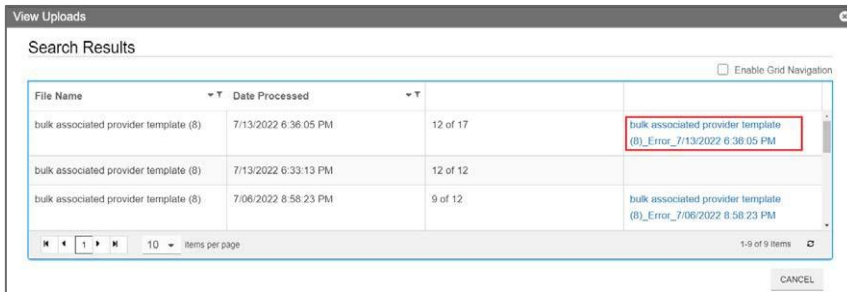 View Uploads
Search Results
Enable Grid Navigation
File Name Date Processed
bulk associated provider template (8) 7/13/2022 6:36:05 PM 12 of 17 bulk associated provider template
(8)_Error_7/13/2022 6:36:05 PM
bulk associated provider template (8) 7/13/2022 6:33:13 PM 12 of 12
bulk associated provider template (8) 7/06/2022 8:58:23 PM 9 of 12 bulk associated provider template
(8)_Error_7/06/2022 8:58:23 PM
1 10 items per page 1-9 of 9 items
CANCEL